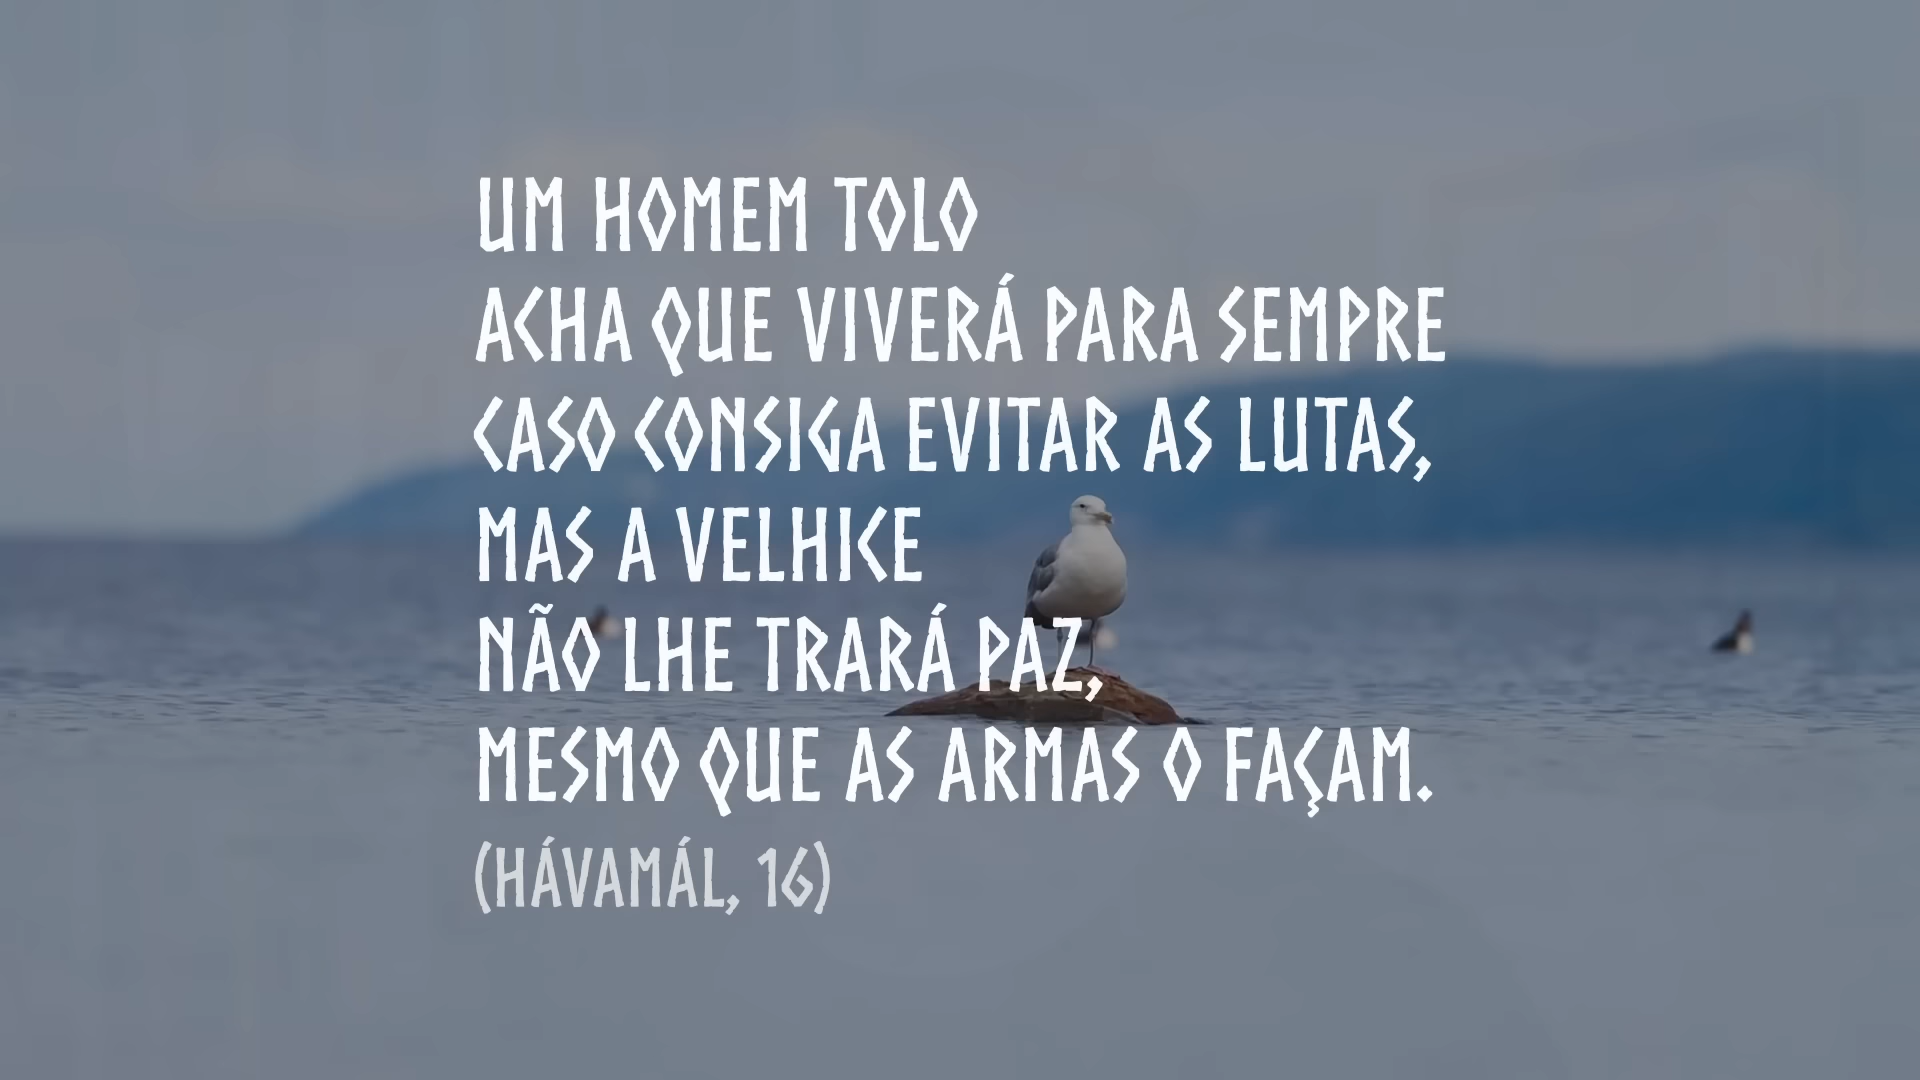 UM HOMEM TOLO
ACHA QUE VIVERÁ PARA SEMPRE
CASO CONSIGA EVITAR AS LUTAS,
MAS A VELHICE
NÃO LHE TRARÁ PAZ,
MESMO QUE AS ARMAS O FAÇAM.
(HÁVAMÁL, 16)